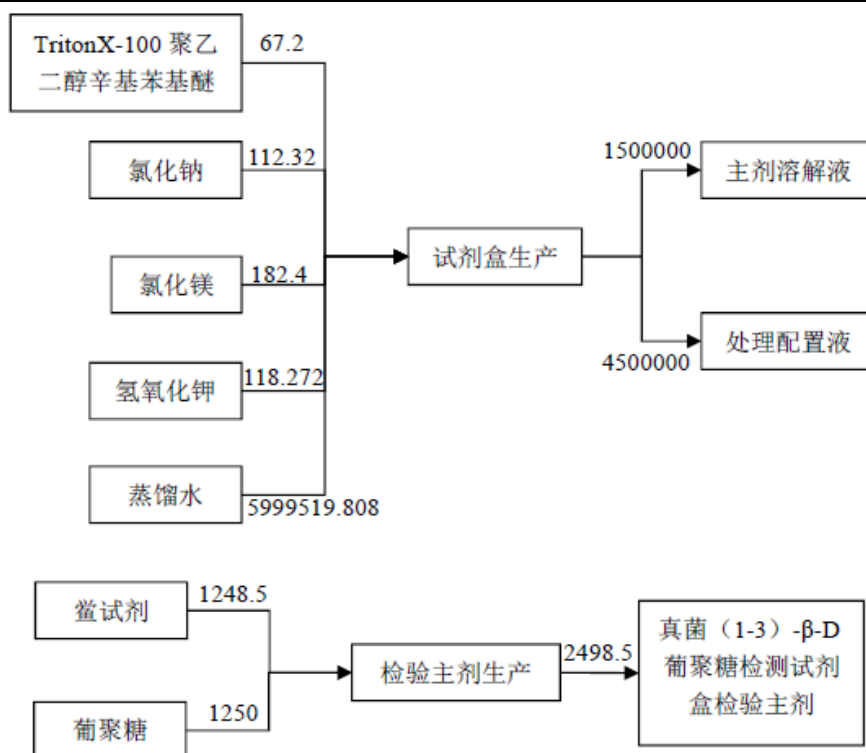 TritonX-100 聚乙
二醇辛基苯基醚
67.2
氯化钠
112.32
氯化镁
182.4
氢氧化钾
118.272
蒸馏水
5999519.808
试剂盒生产
1500000
主剂溶解液
4500000
处理配置液
鲎试剂
1248.5
葡聚糖
1250
检验主剂生产
2498.5
真菌（1-3）-β-D
葡聚糖检测试剂
盒检验主剂